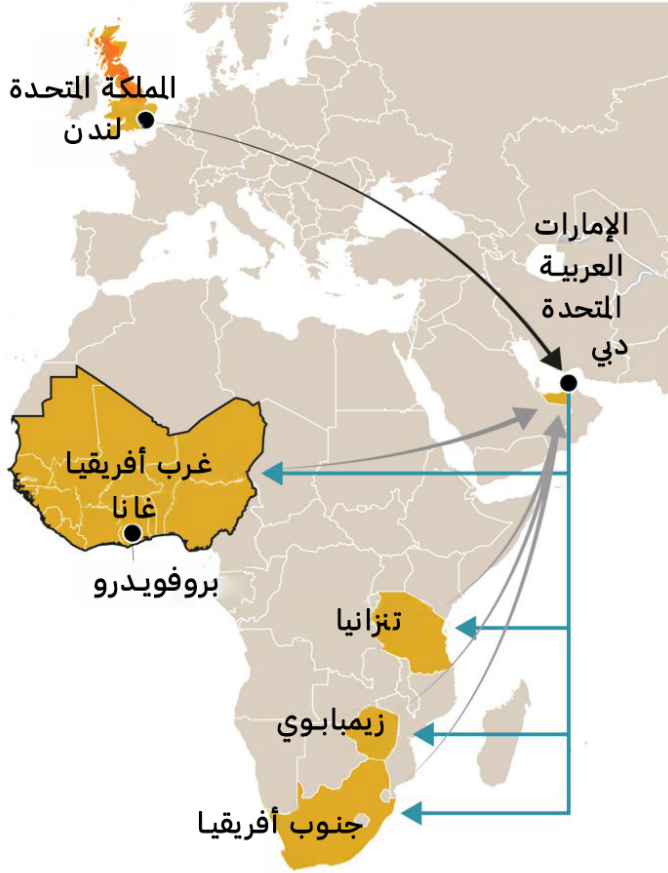 المملكة المتحدة
لندن
الإمارات
العربية
المتحدة
دبي
غرب أفريقيا
غانا
بروفويدرو
تنزانيا
زيمبابوي
جنوب أفريقيا